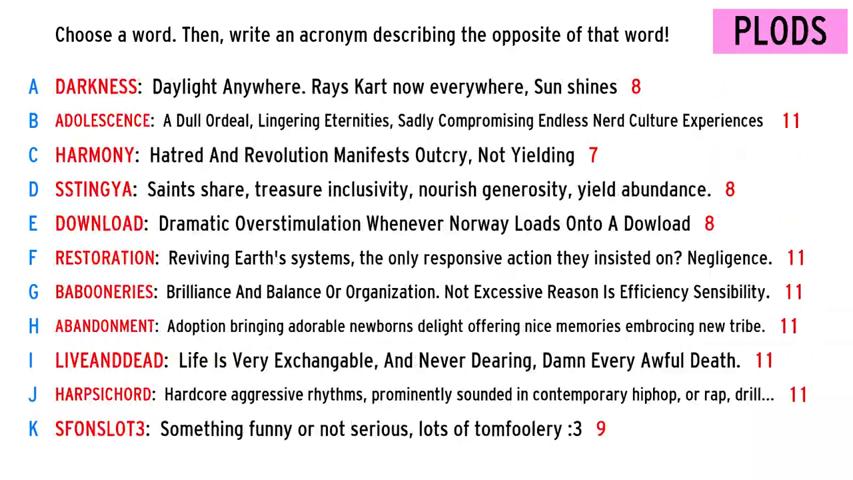 Choose a word. Then, write an acronym describing the opposite of that word!
PLODS
A DARKNESS: Daylight Anywhere. Rays Kart now everywhere, Sun shines 8
B ADOLESCENCE: A Dull Ordeal, Lingering Eternities, Sadly Compromising Endless Nerd Culture Experiences 11
C HARMONY: Hatred And Revolution Manifests Outcry, Not Yielding 7
D SSTINGYA: Saints share, treasure inclusivity, nourish generosity, yield abundance. 8
E DOWNLOAD: Dramatic Overstimulation Whenever Norway Loads Onto A Dowload 8
F RESTORATION: Reviving Earth's systems, the only responsive action they insisted on? Negligence. 11
G BABOONERIES: Brilliance And Balance Or Organization. Not Excessive Reason Is Efficiency Sensibility. 11
H ABANDONMENT: Adoption bringing adorable newborns delight offering nice memories embrocing new tribe. 11
I LIVEANDDEAD: Life Is Very Exchangable, And Never Dearing, Damn Every Awful Death. 11
J HARPSICHORD: Hardcore aggressive rhythms, prominently sounded in contemporary hiphop, or rap, drill... 11
K SFONSLOT3: Something funny or not serious, lots of tomfoolery :3 9